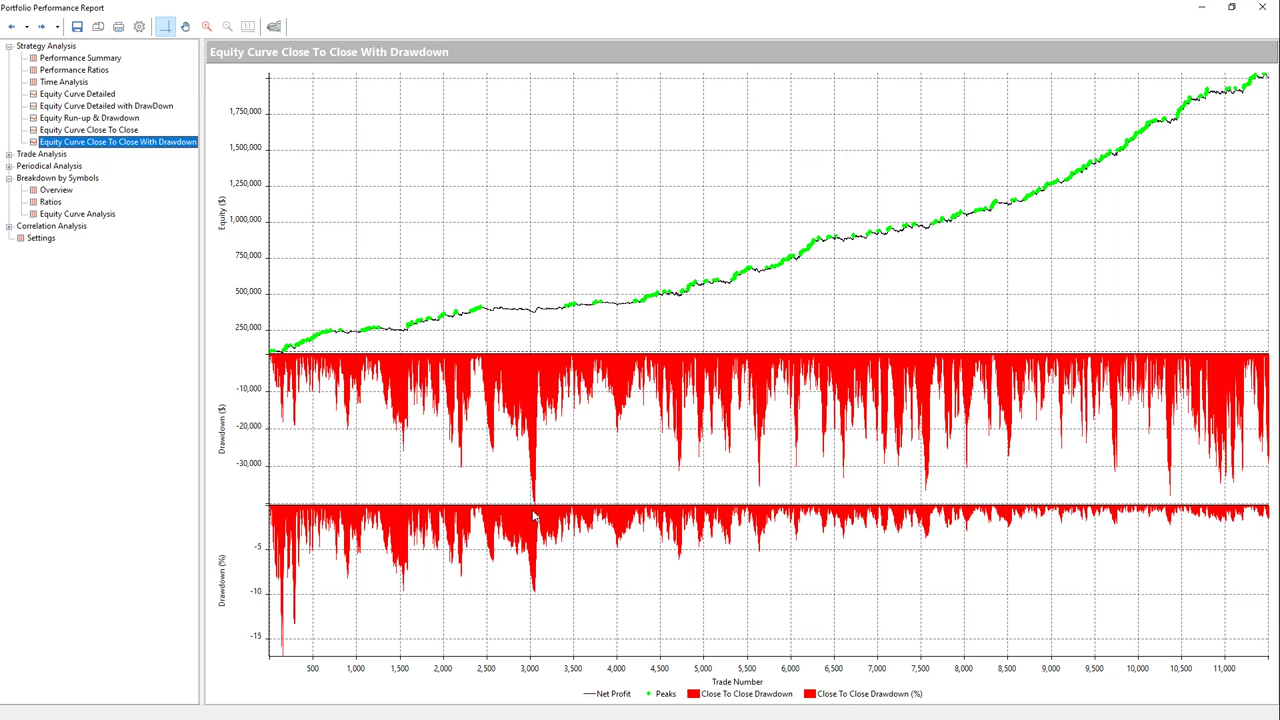 Portfolio Performance Report
Strategy Analysis
Performance Summary
Performance Ratios
Time Analysis
Equity Curve Detailed
Equity Curve Detailed with DrawDown
Equity Run-up & Drawdown
Equity Curve Close To Close
Equity Curve Close To Close With Drawdown
Trade Analysis
Periodical Analysis
Breakdown by Symbols
Overview
Ratios
Equity Curve Analysis
Correlation Analysis
Settings
Equity Curve Close To Close With Drawdown
Equity ($)
1,750,000
1,500,000
1,250,000
1,000,000
750,000
500,000
250,000
Drawdown ($)
-10,000
-20,000
-30,000
Drawdown (%)
-5
-10
-15
500 1,000 1,500 2,000 2,500 3,000 3,500 4,000 4,500 5,000 5,500 6,000 6,500 7,000 7,500 8,000 8,500 9,000 9,500 10,000 10,500 11,000
Trade Number
Net Profit Peaks Close To Close Drawdown Close To Close Drawdown (%)